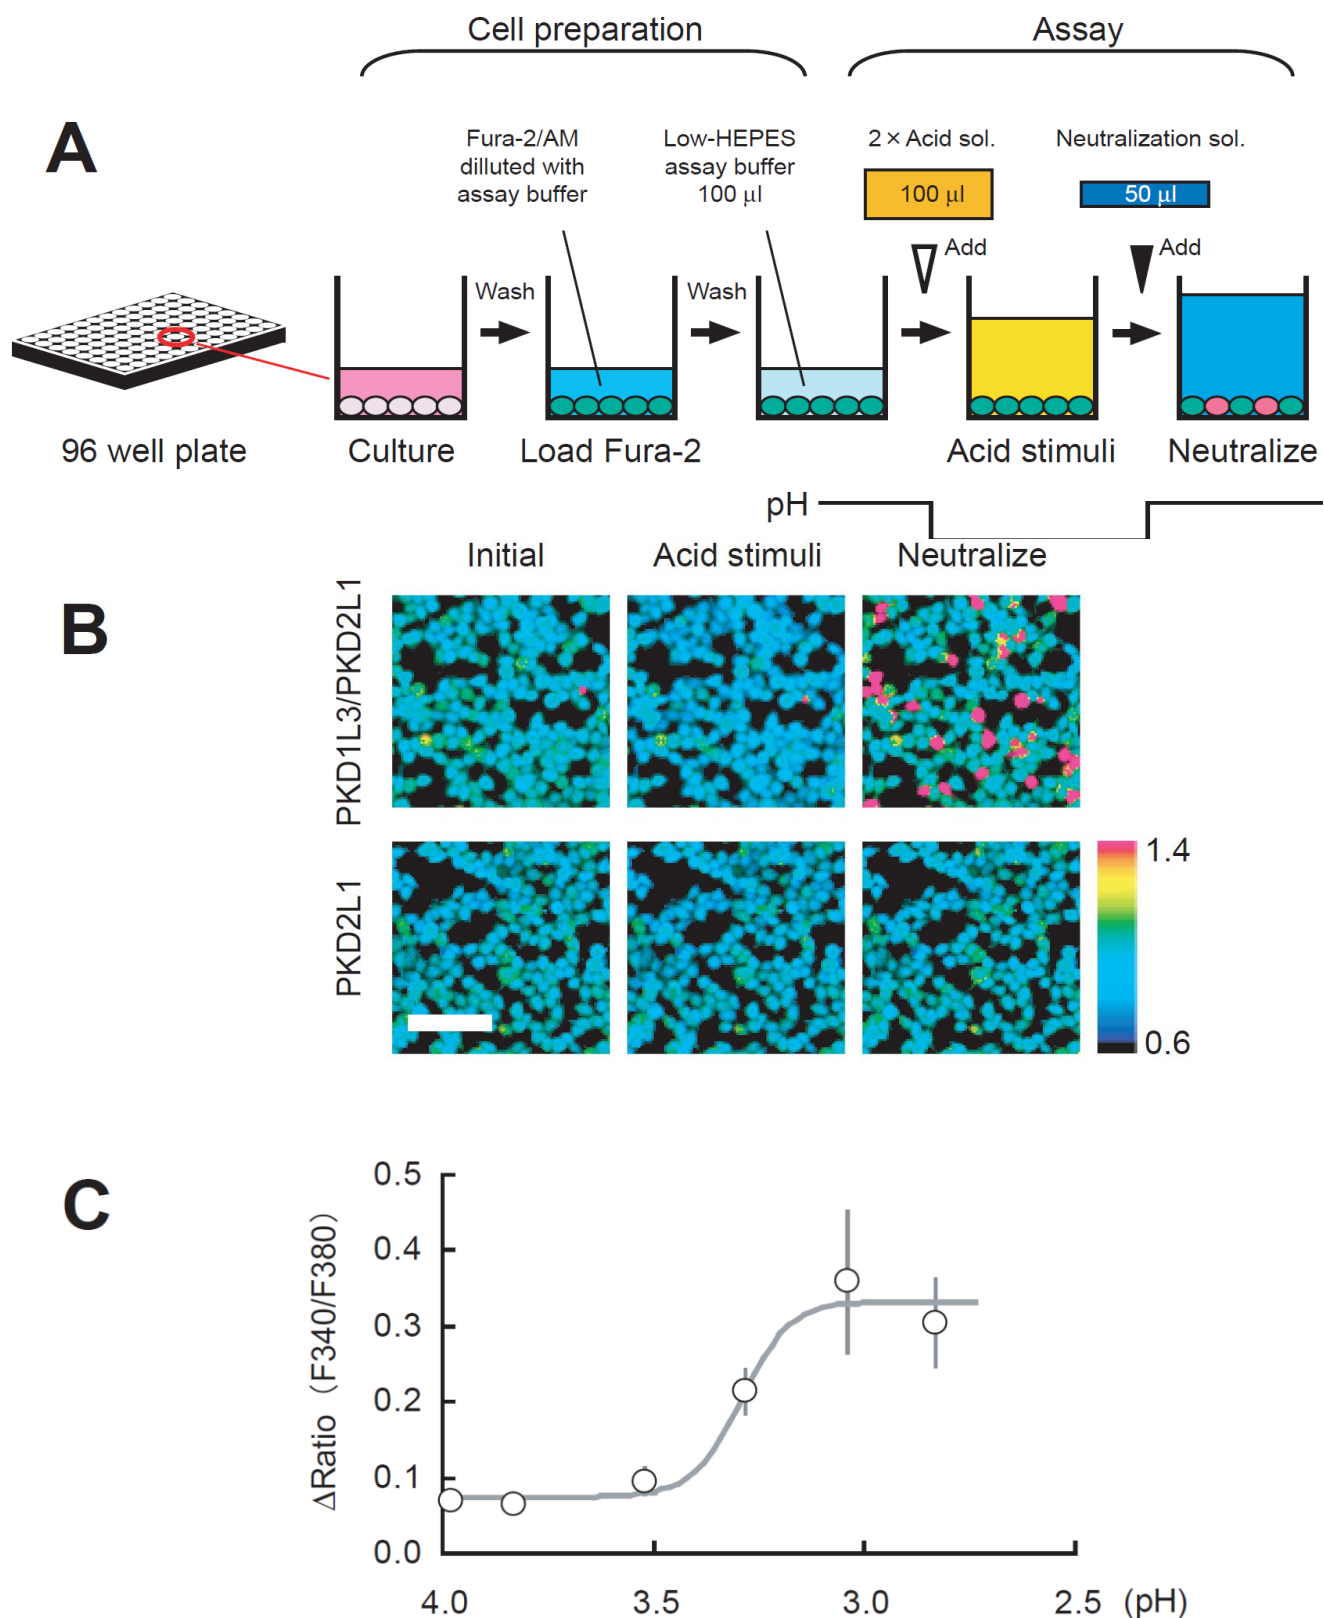 Cell preparation
Assay
A
Fura-2/AM
diluted with
assay buffer
Low-HEPES
assay buffer
100 μl
2 × Acid sol.
100 μl
Neutralization sol.
50 μl
Wash
Wash
Add
Add
96 well plate
Culture
Load Fura-2
Acid stimuli
Neutralize
pH
B
Initial
Acid stimuli
Neutralize
PKD1L3/PKD2L1
PKD2L1
1.4
0.6
C
ΔRatio (F340/F380)
0.5
0.4
0.3
0.2
0.1
0.0
4.0
3.5
3.0
2.5
(pH)